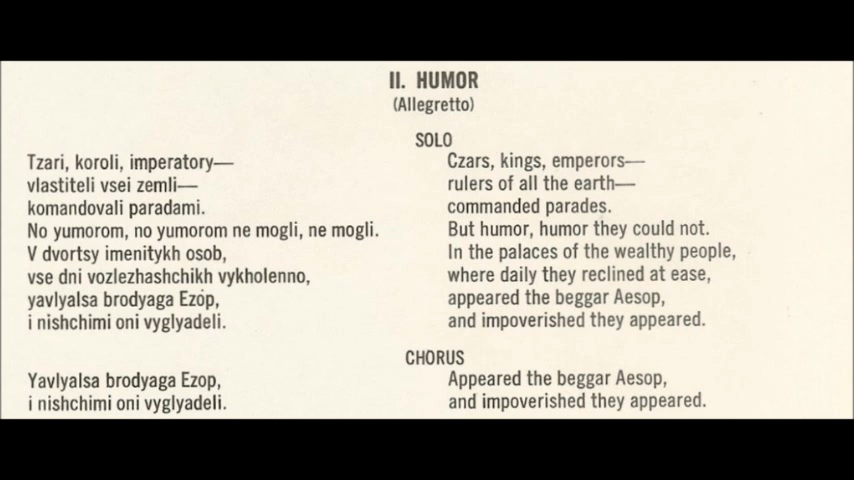 II. HUMOR
(Allegretto)
SOLO
Tzari, koroli, imperatory—
vlastiteli vsei zemli—
komandovali paradami.
No yumorom, no yumorom ne mogli, ne mogli.
V dvortsy imenitykh osob,
vse dni vozlezhashchikh vykholenno,
yavlyalsa brodyaga Ezop,
i nishchimi oni vyglyadeli.
Czars, kings, emperors—
rulers of all the earth—
commanded parades.
But humor, humor they could not.
In the palaces of the wealthy people,
where daily they reclined at ease,
appeared the beggar Aesop,
and impoverished they appeared.
CHORUS
Yavlyalsa brodyaga Ezop,
i nishchimi oni vyglyadeli.
Appeared the beggar Aesop,
and impoverished they appeared.